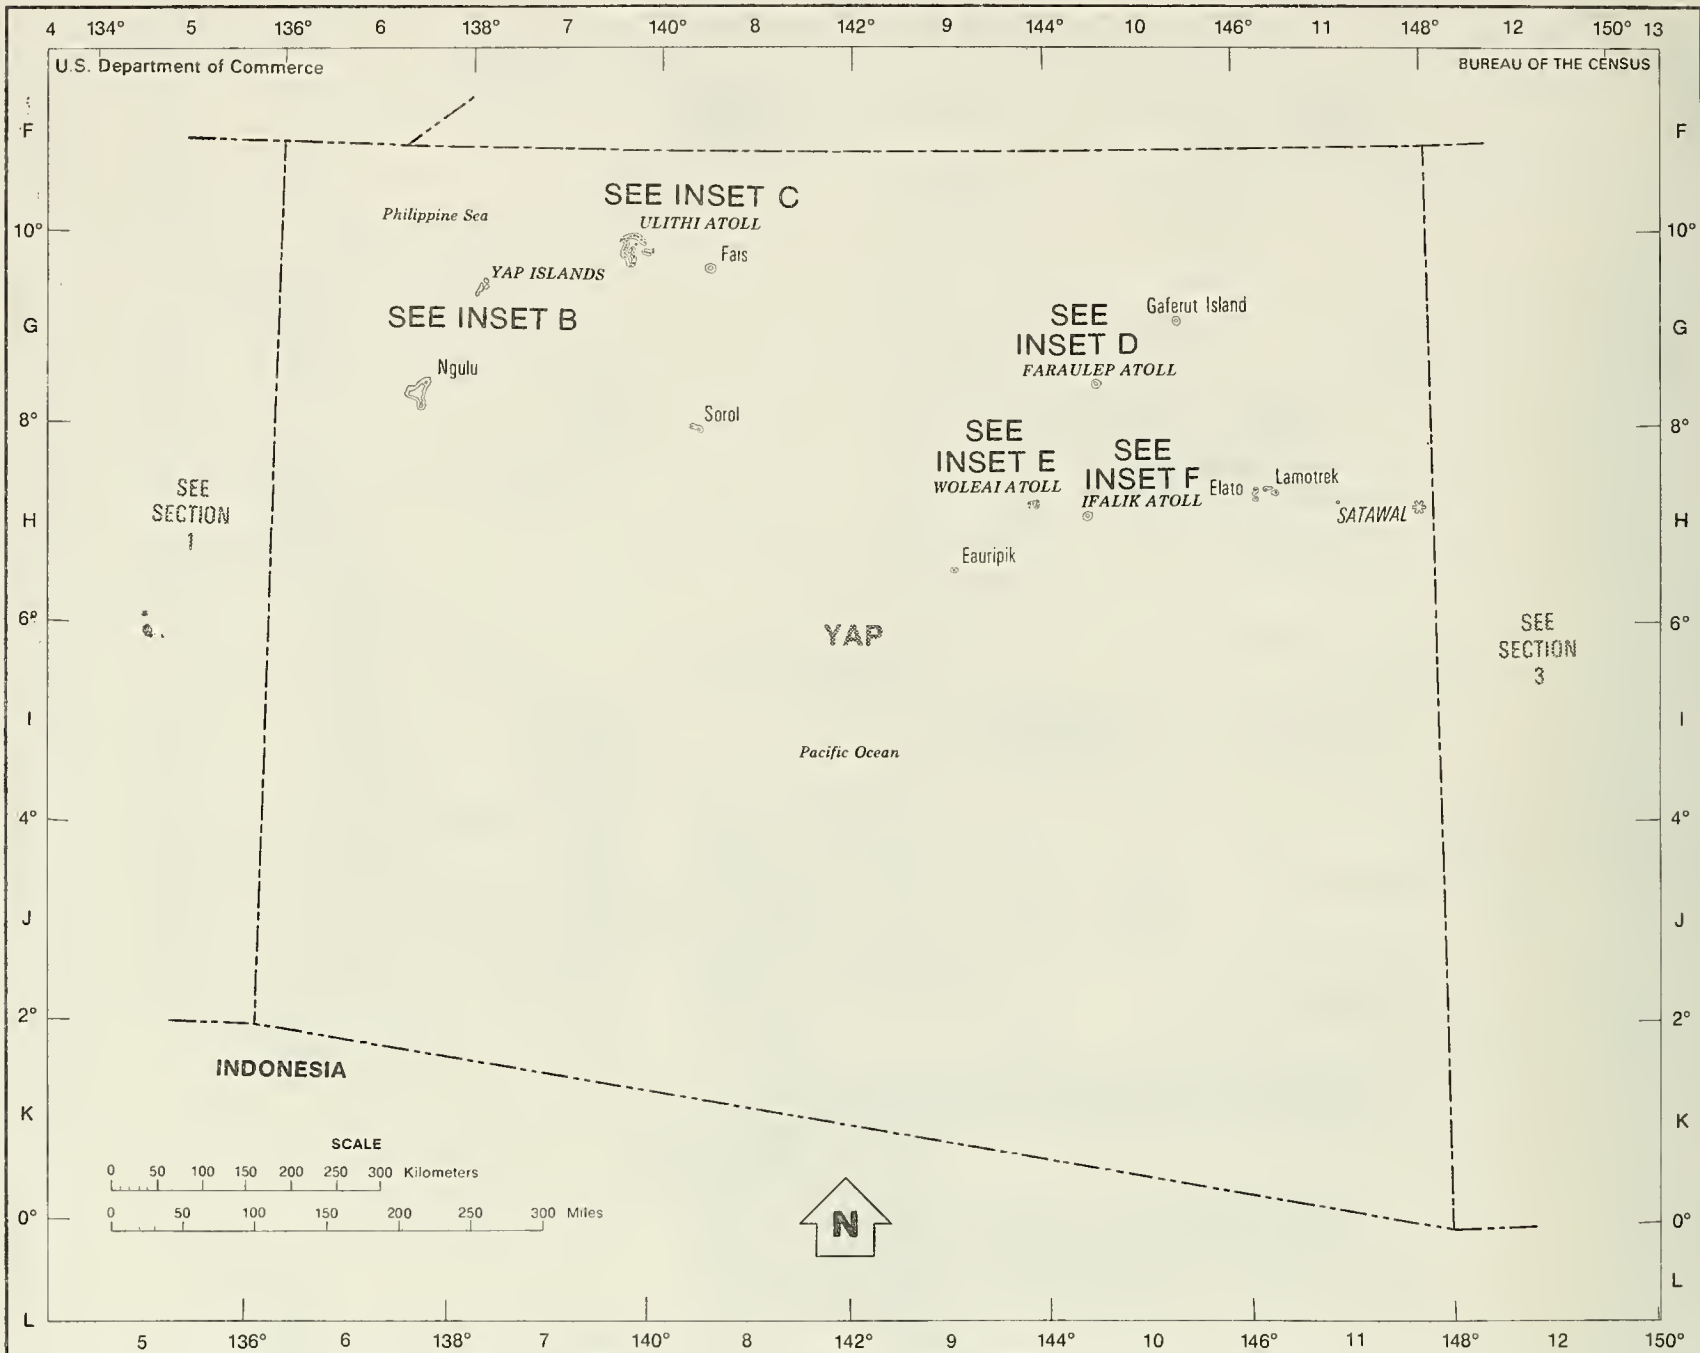 4 134° 5 136° 6 138° 7 140° 8 142° 9 144° 10 146° 11 148° 12 150° 13
U.S. Department of Commerce BUREAU OF THE CENSUS
F F
SEE INSET C
Philippine Sea ULITHI ATOLL
10° 10°
Fais
YAP ISLANDS
SEE INSET B
Gaferut Island
G G
SEE
INSET D
FARAULEP ATOLL
Ngulu
8° 8°
Sorol
SEE
INSET E
WOLEAI ATOLL
SEE
INSET F
IFALIK ATOLL
Elato Lamotrek
SATAWAL
SEE
SECTION
1
H H
Eauripik
6° 6°
YAP
SEE
SECTION
3
I I
Pacific Ocean
4° 4°
J J
2° 2°
INDONESIA
K K
SCALE
0 50 100 150 200 250 300 Kilometers
0 50 100 150 200 250 300 Miles
0° 0°
N
L L
5 136° 6 138° 7 140° 8 142° 9 144° 10 146° 11 148° 12 150°